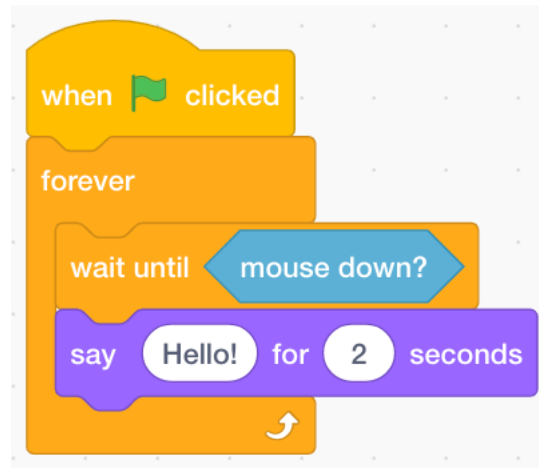 when clicked
forever
wait until mouse down?
say Hello! for 2 seconds